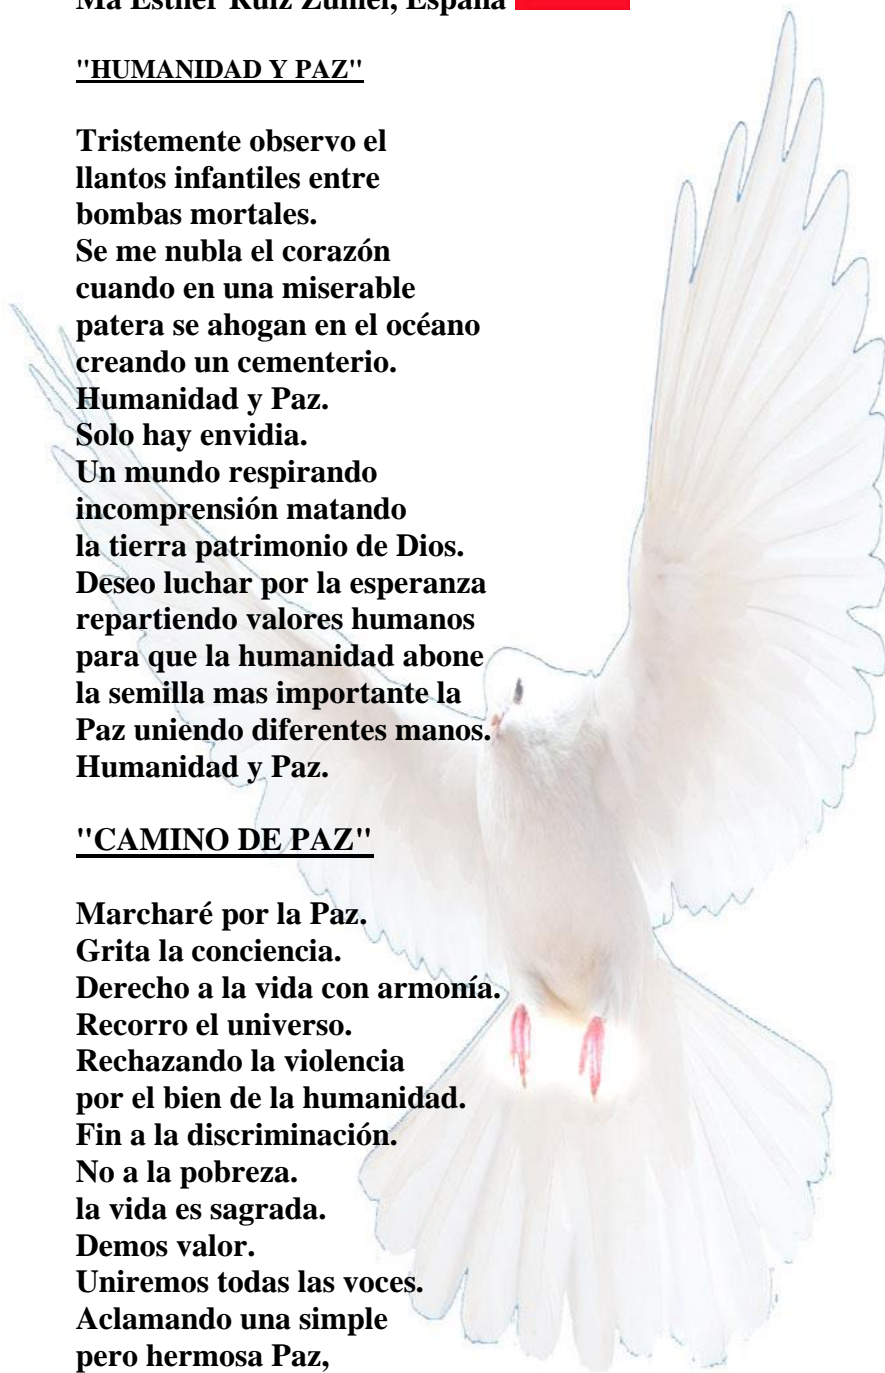 Ma Esther Ruiz Zumel, España
"HUMANIDAD Y PAZ"
Tristemente observo el
llantos infantiles entre
bombas mortales.
Se me nubla el corazón
cuando en una miserable
patera se ahogan en el océano
creando un cementerio.
Humanidad y Paz.
Solo hay envidia.
Un mundo respirando
incomprensión matando
la tierra patrimonio de Dios.
Deseo luchar por la esperanza
repartiendo valores humanos
para que la humanidad abone
la semilla mas importante la
Paz uniendo diferentes manos.
Humanidad y Paz.
"CAMINO DE PAZ"
Marcharé por la Paz.
Grita la conciencia.
Derecho a la vida con armonía.
Recorro el universo.
Rechazando la violencia
por el bien de la humanidad.
Fin a la discriminación.
No a la pobreza.
la vida es sagrada.
Demos valor.
Uniremos todas las voces.
Aclamando una simple
pero hermosa Paz,